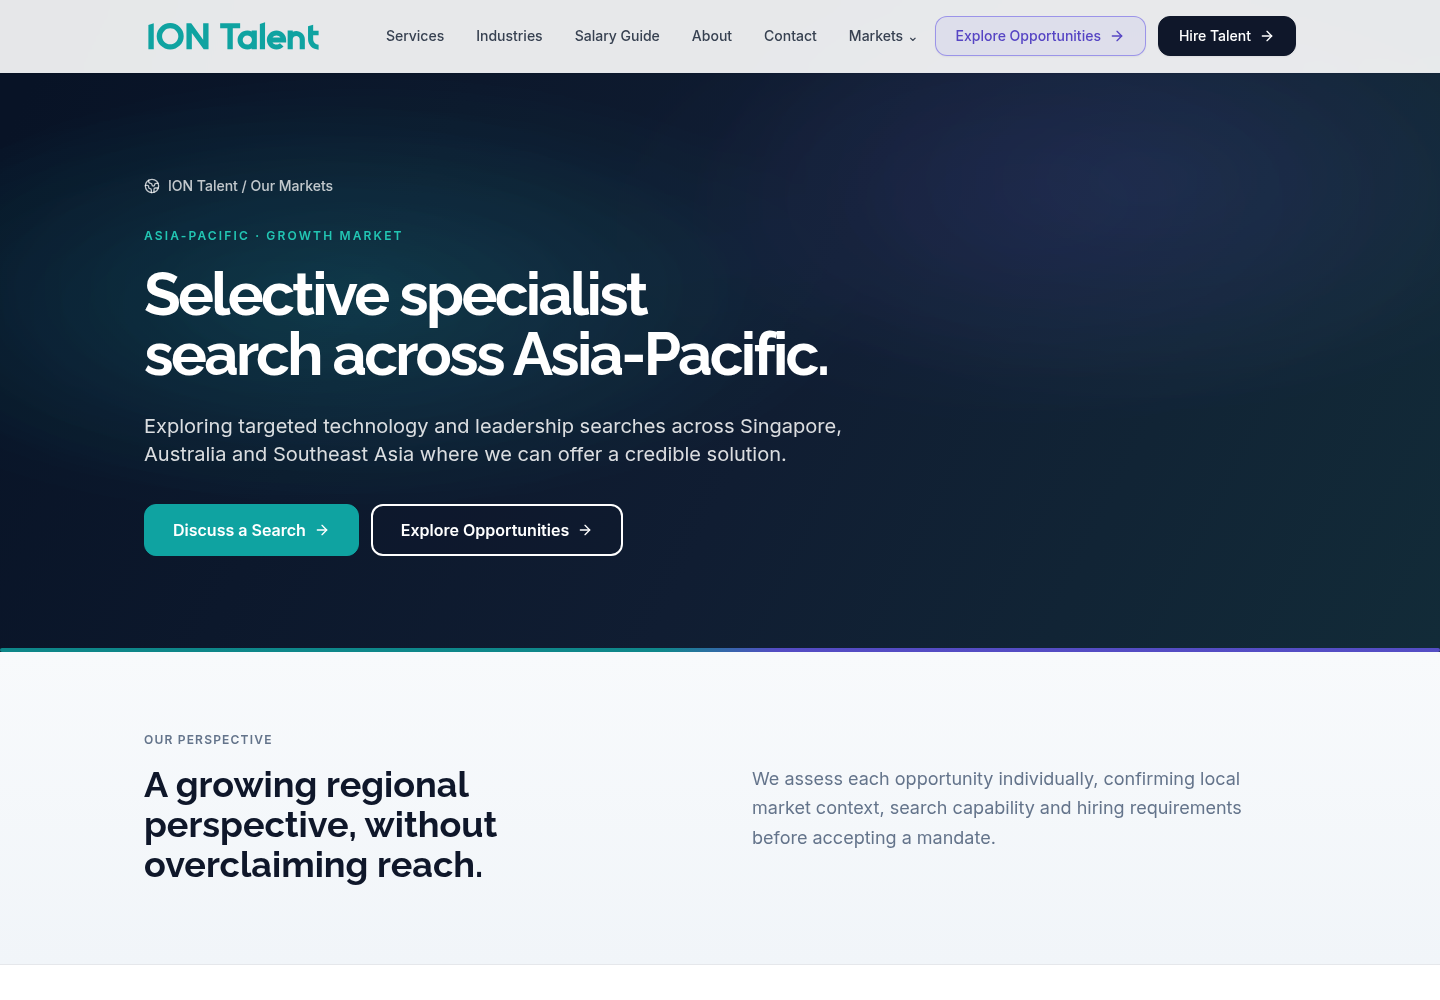 ION Talent
Services
Industries
Salary Guide
About
Contact
Markets
Explore Opportunities →
Hire Talent →
ION Talent / Our Markets
ASIA-PACIFIC · GROWTH MARKET
Selective specialist
search across Asia-Pacific.
Exploring targeted technology and leadership searches across Singapore,
Australia and Southeast Asia where we can offer a credible solution.
Discuss a Search →
Explore Opportunities →
OUR PERSPECTIVE
A growing regional
perspective, without
overclaiming reach.
We assess each opportunity individually, confirming local
market context, search capability and hiring requirements
before accepting a mandate.